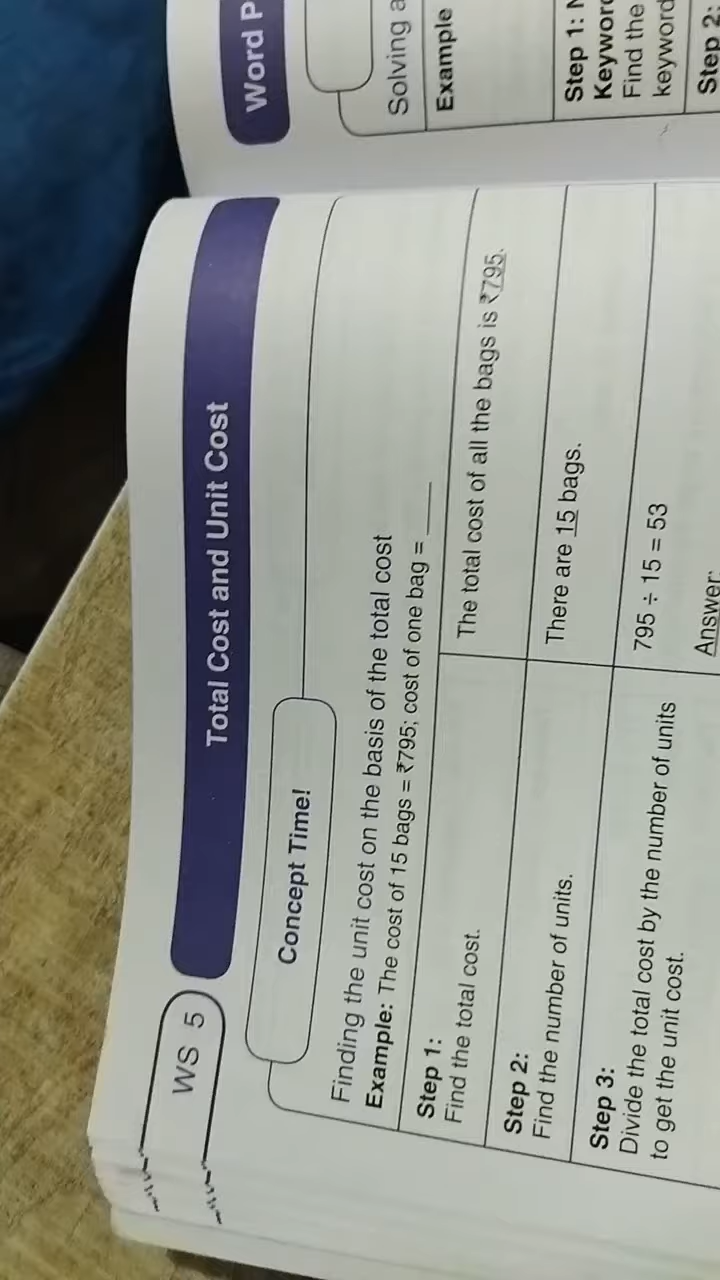 WS 5
Total Cost and Unit Cost
Concept Time!
Finding the unit cost on the basis of the total cost
Example: The cost of 15 bags = ₹795; cost of one bag = ____
Step 1:
Find the total cost.
The total cost of all the bags is ₹795.
Step 2:
Find the number of units.
There are 15 bags.
Step 3:
Divide the total cost by the number of units
to get the unit cost.
795 ÷ 15 = 53
Answer:
Word P
Solving a
Example
Step 1:
Keyword
Find the
keyword
Step 2: